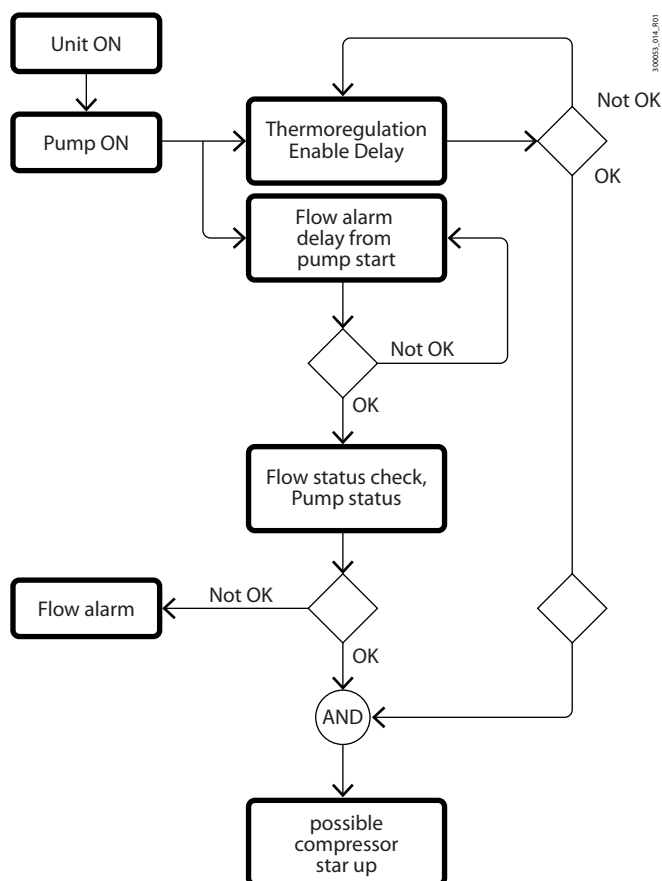 Unit ON
300053_014_R01
Thermoregulation
Enable Delay
Not OK
Pump ON
OK
Flow alarm
delay from
pump start
Not OK
OK
Flow status check,
Pump status
Flow alarm
Not OK
OK
AND
possible
compressor
star up